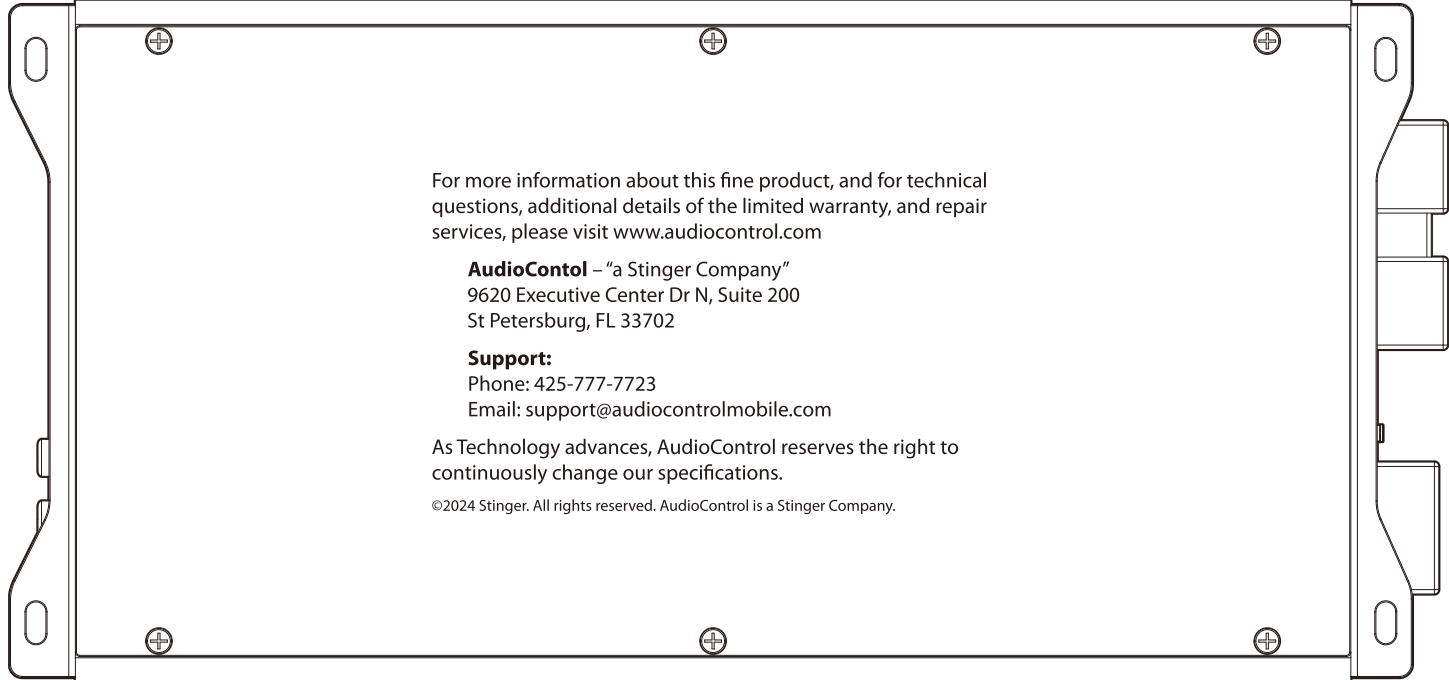 For more information about this fine product, and for technical
questions, additional details of the limited warranty, and repair
services, please visit www.audiocontrol.com
AudioContol – “a Stinger Company”
9620 Executive Center Dr N, Suite 200
St Petersburg, FL 33702
Support:
Phone: 425-777-7723
Email: support@audiocontrolmobile.com
As Technology advances, AudioControl reserves the right to
continuously change our specifications.
©2024 Stinger. All rights reserved. AudioControl is a Stinger Company.